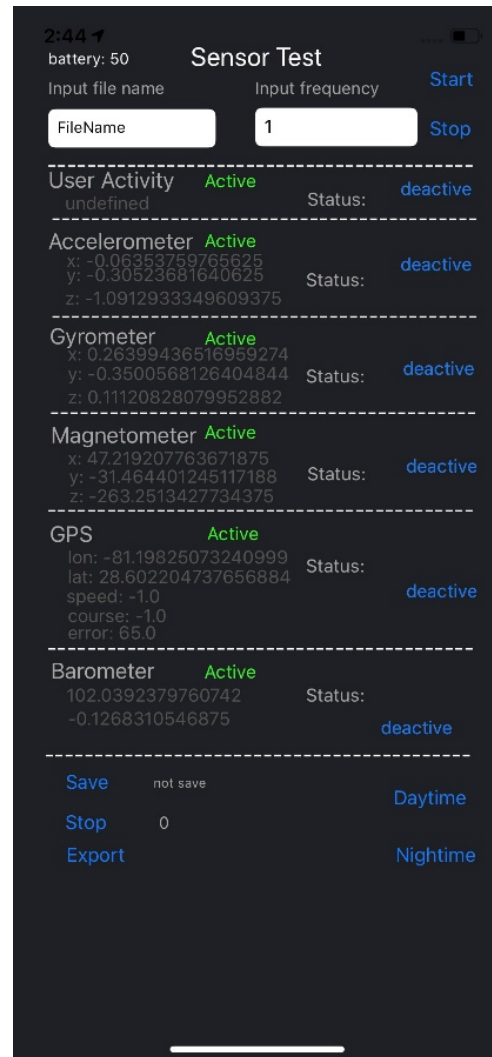 2:44
battery: 50 Sensor Test
Input file name Input frequency Start
FileName 1 Stop
User Activity Active deactive
undefined Status:
Accelerometer Active
x: -0.06353759765625 deactive
y: -0.30523681640625 Status:
z: -1.0912933349609375
Gyrometer Active
x: 0.26399436516959274
y: -0.3500568126404844 Status: deactive
z: 0.11120828079952882
Magnetometer Active
x: 47.219207763671875 deactive
y: -31.464401245117188 Status:
z: -263.2513427734375
GPS Active
lon: -81.19825073240999 Status:
lat: 28.602204737656884
speed: -1.0 deactive
course: -1.0
error: 65.0
Barometer Active
102.0392379760742 Status:
-0.1268310546875 deactive
Save not save Daytime
Stop 0
Export Nightime